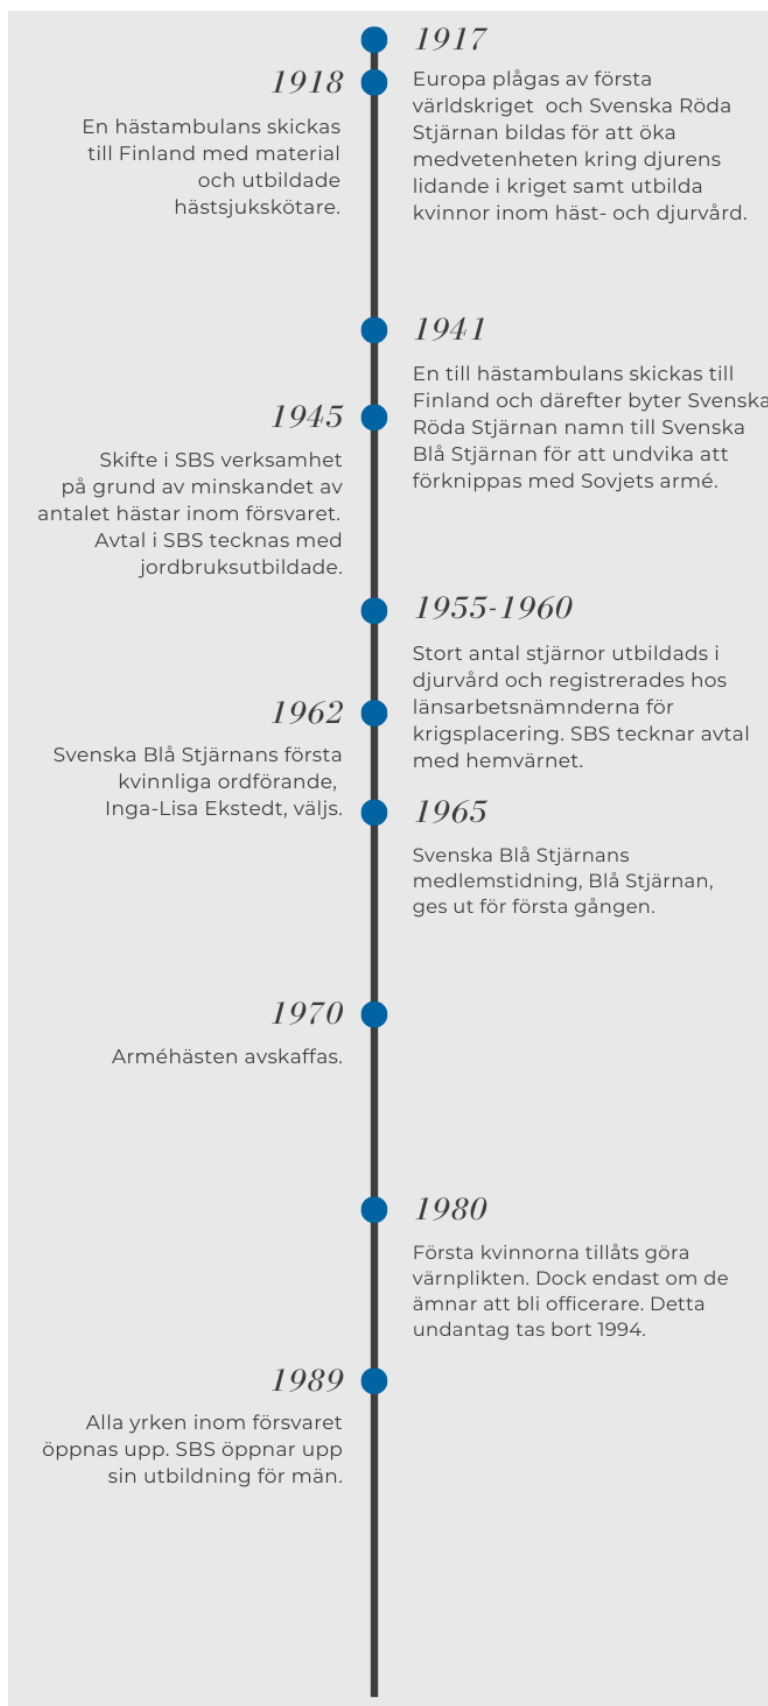 1917
Europa plågas av första
världskriget och Svenska Röda
Stjärnan bildas för att öka
medvetenheten kring djurens
lidande i kriget samt utbilda
kvinnor inom häst- och djurvård.
1918
En hästambulans skickas
till Finland med material
och utbildade
hästsjukskötare.
1941
En till hästambulans skickas till
Finland och därefter byter Svenska
Röda Stjärnan namn till Svenska
Blå Stjärnan för att undvika att
förknippas med Sovjets armé.
1945
Skifte i SBS verksamhet
på grund av minskandet av
antalet hästar inom försvaret.
Avtal i SBS tecknas med
jordbruksutbildade.
1955-1960
Stort antal stjärnor utbildads i
djurvård och registrerades hos
länsarbetsnämnderna för
krigsplacering. SBS tecknar avtal
med hemvärnet.
1962
Svenska Blå Stjärnans första
kvinnliga ordförande,
Inga-Lisa Ekstedt, väljs.
1965
Svenska Blå Stjärnans
medlemstidning, Blå Stjärnan,
ges ut för första gången.
1970
Arméhästen avskaffas.
1980
Första kvinnorna tillåts göra
värnplikten. Dock endast om de
ämnar att bli officerare. Detta
undantag tas bort 1994.
1989
Alla yrken inom försvaret
öppnas upp. SBS öppnar upp
sin utbildning för män.